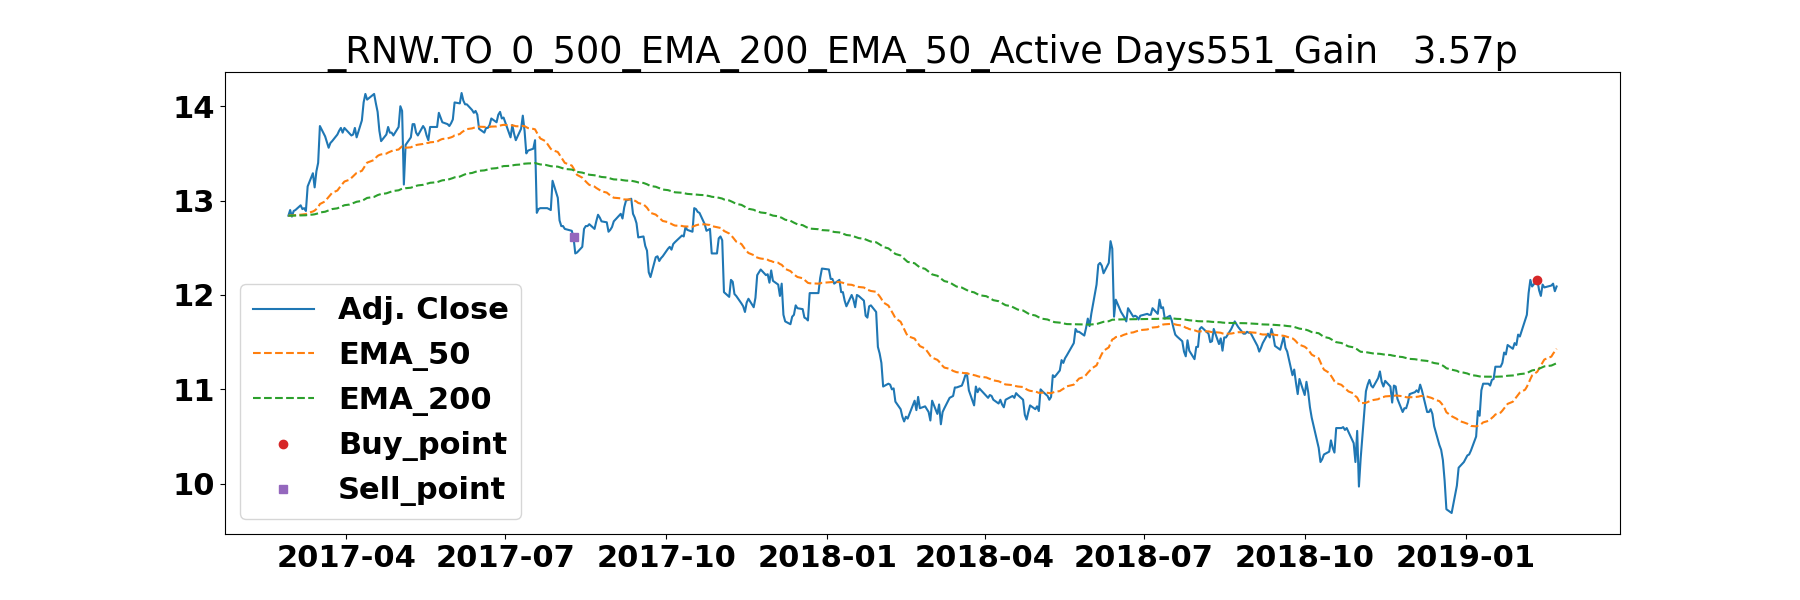 _RNW.TO_0_500_EMA_200_EMA_50_Active Days551_Gain   3.57p
14
13
12
11
10
Adj. Close
EMA_50
EMA_200
Buy_point
Sell_point
2017-04 2017-07 2017-10 2018-01 2018-04 2018-07 2018-10 2019-01